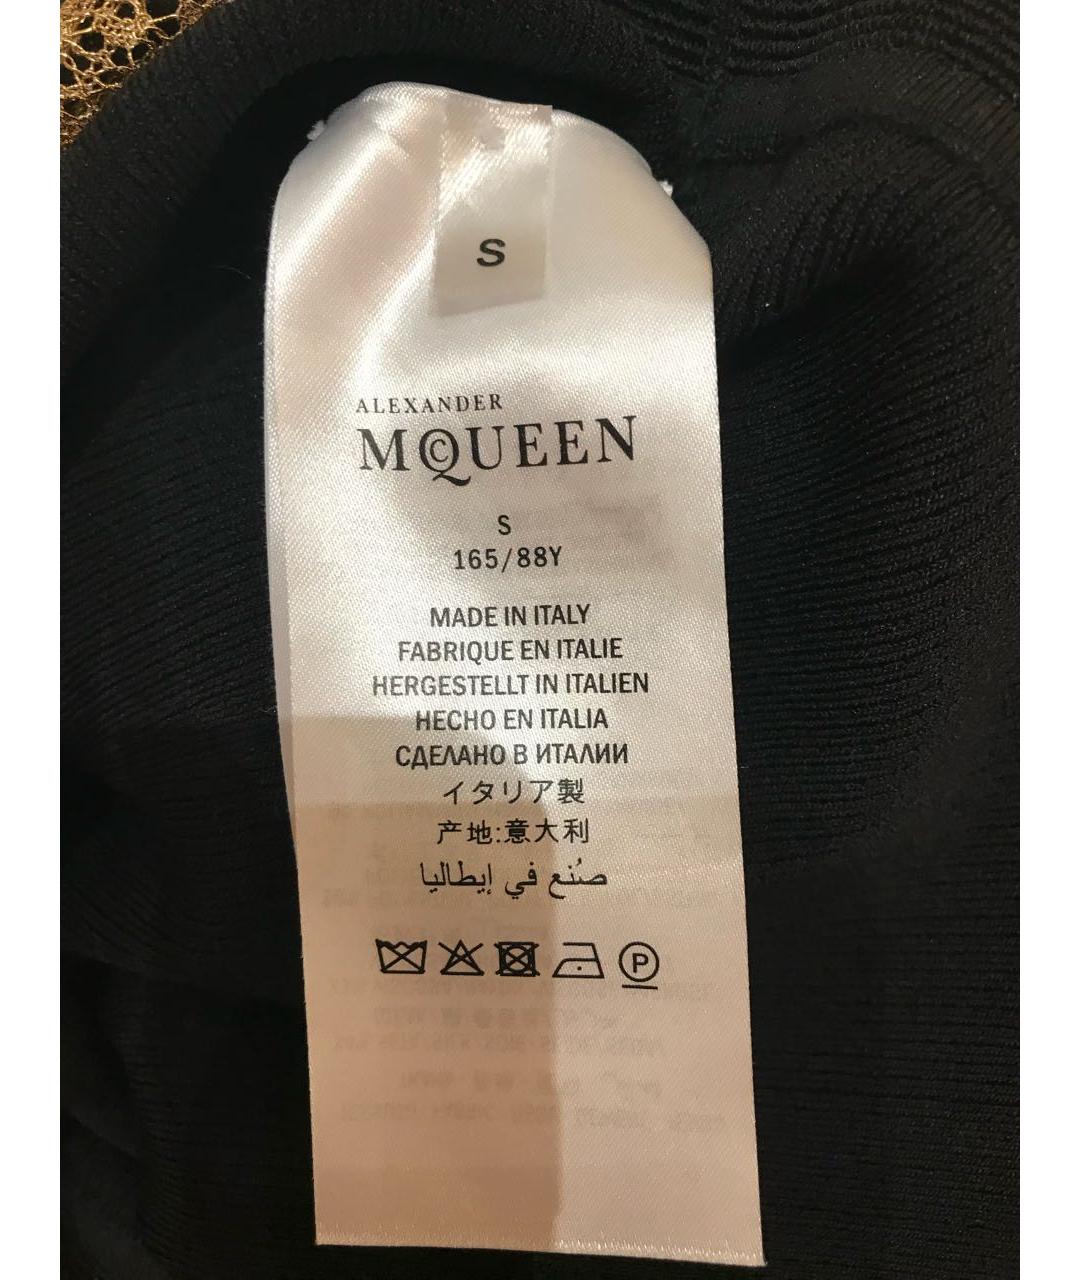 S
ALEXANDER
MCQUEEN
S
165/88Y
MADE IN ITALY
FABRIQUE EN ITALIE
HERGESTELLT IN ITALIEN
HECHO EN ITALIA
СДЕЛАНО В ИТАЛИИ
イタリア製
产地:意大利
صُنع في إيطاليا
P